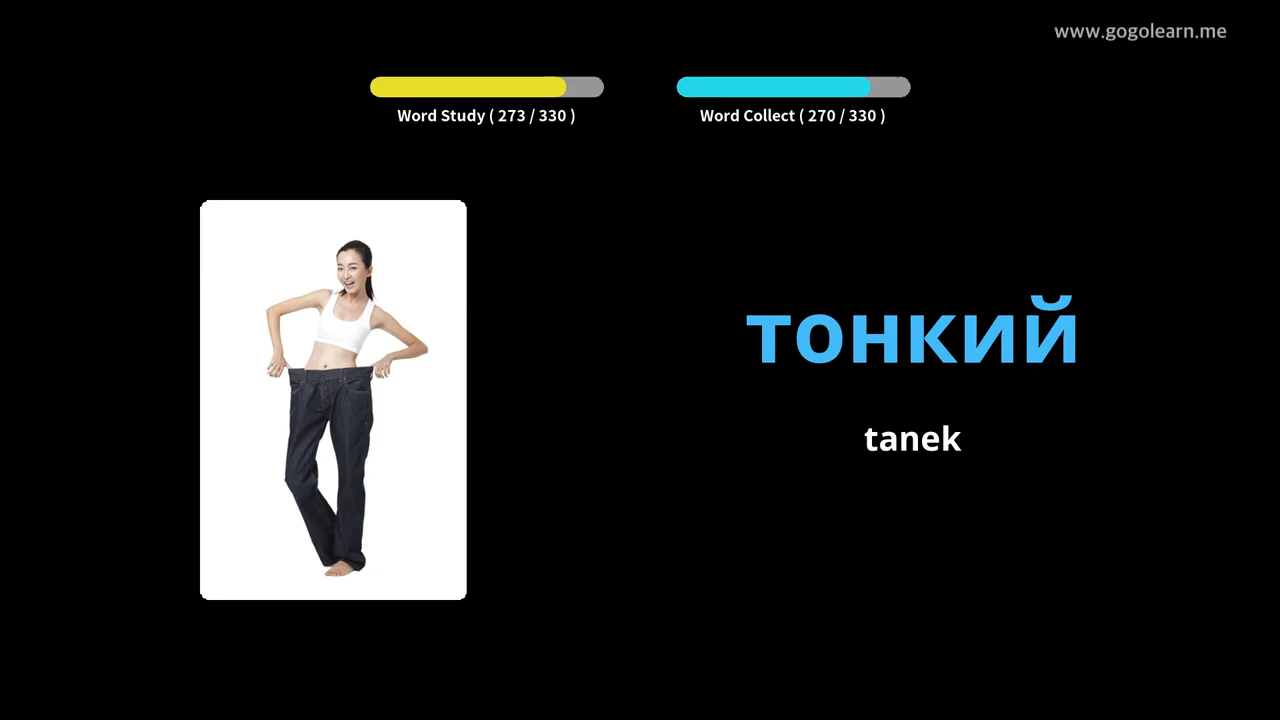 www.gogolearn.me
Word Study ( 273 / 330 )
Word Collect ( 270 / 330 )
тонкий
tanek